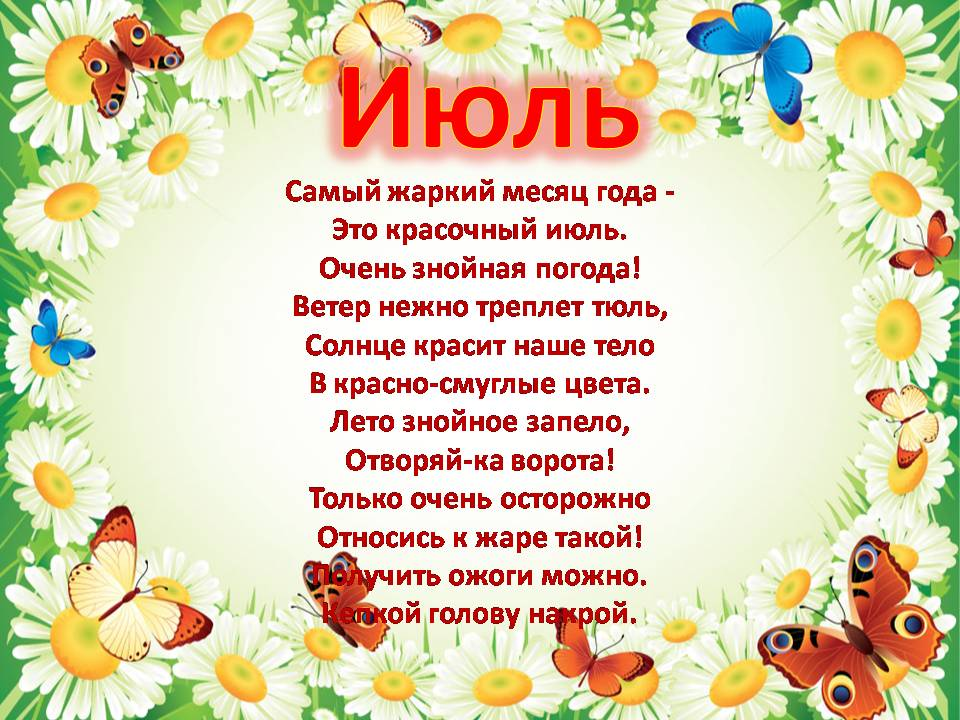 Июль
Самый жаркий месяц года -
Это красочный июль.
Очень знойная погода!
Ветер нежно треплет тюль,
Солнце красит наше тело
В красно-смуглые цвета.
Лето знойное запело,
Отворяй-ка ворота!
Только очень осторожно
Относись к жаре такой!
Получить ожоги можно.
Кепкой голову накрой.